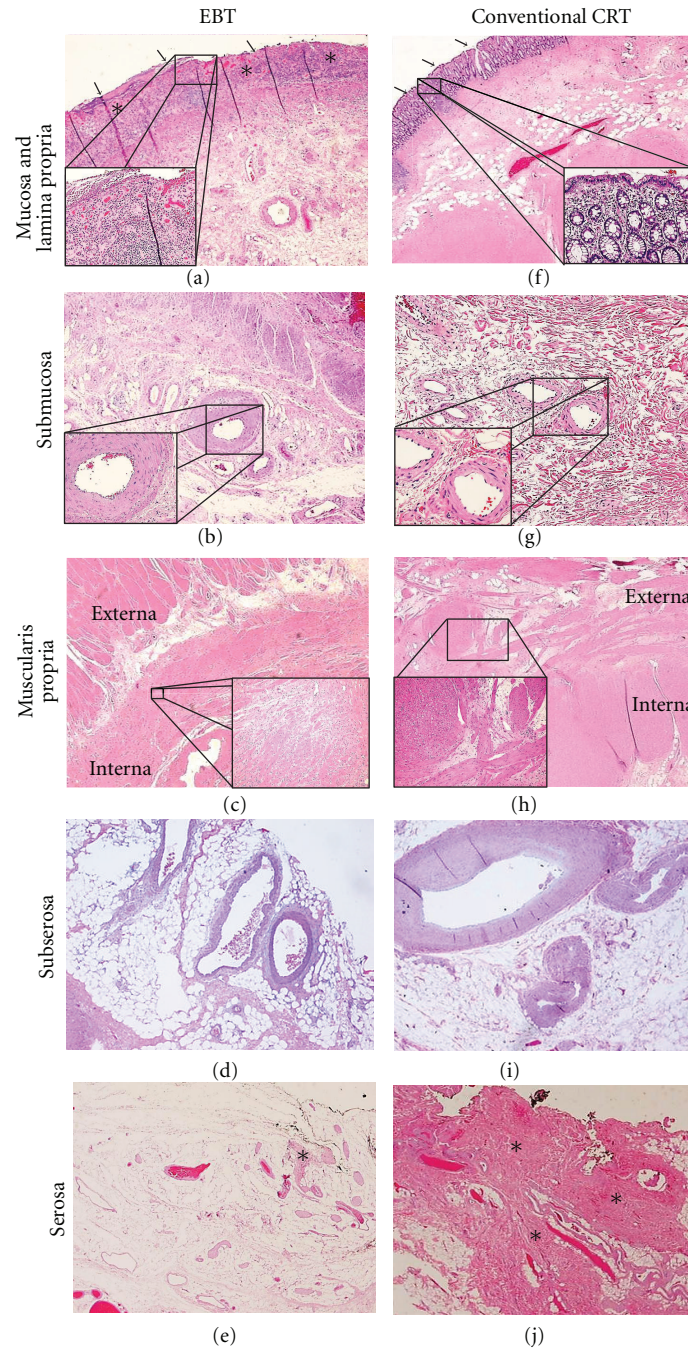 EBT
Conventional CRT
Mucosa and
lamina propria
(a)
(f)
Submucosa
(b)
(g)
Muscularis
propria
Externa
Interna
Externa
Interna
(c)
(h)
Subserosa
(d)
(i)
Serosa
(e)
(j)